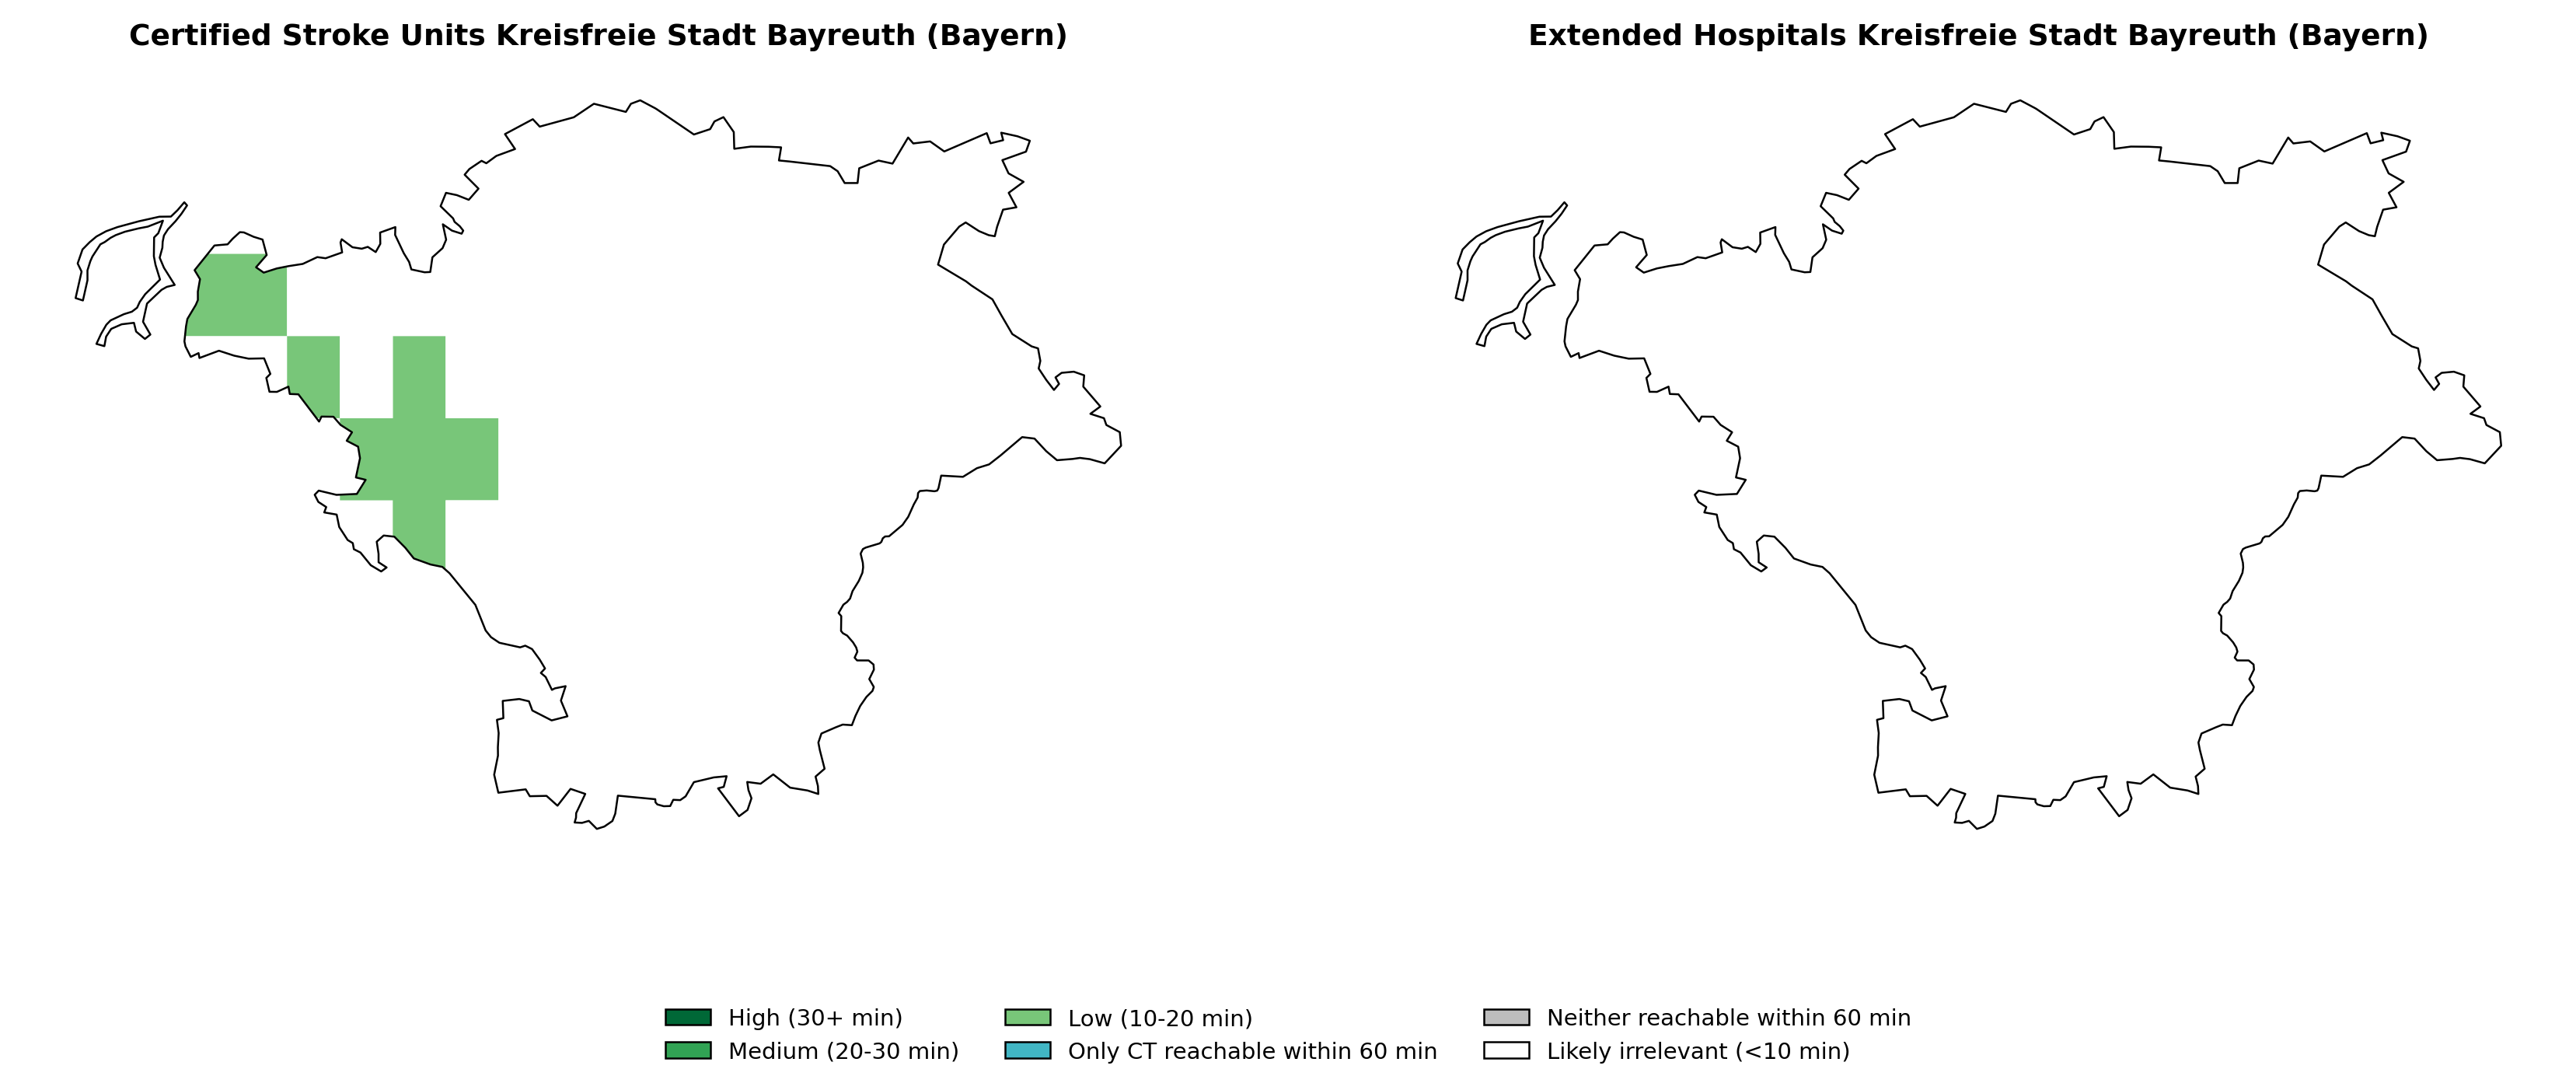 Certified Stroke Units Kreisfreie Stadt Bayreuth (Bayern)
Extended Hospitals Kreisfreie Stadt Bayreuth (Bayern)
High (30+ min)
Medium (20-30 min)
Low (10-20 min)
Only CT reachable within 60 min
Neither reachable within 60 min
Likely irrelevant (<10 min)